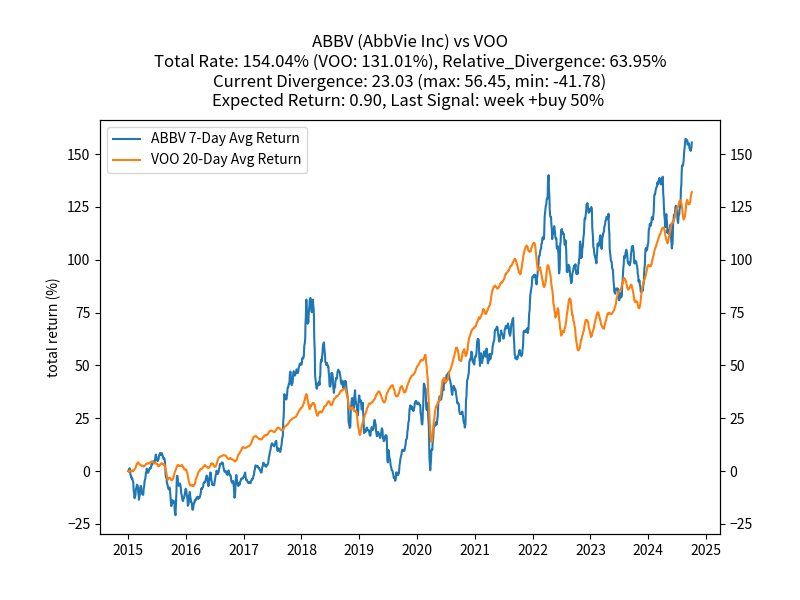 ABBV (AbbVie Inc) vs VOO
Total Rate: 154.04% (VOO: 131.01%), Relative_Divergence: 63.95%
Current Divergence: 23.03 (max: 56.45, min: -41.78)
Expected Return: 0.90, Last Signal: week +buy 50%
ABBV 7-Day Avg Return
VOO 20-Day Avg Return
total return (%)
150
125
100
75
50
25
0
−25
150
125
100
75
50
25
0
−25
2015 2016 2017 2018 2019 2020 2021 2022 2023 2024 2025